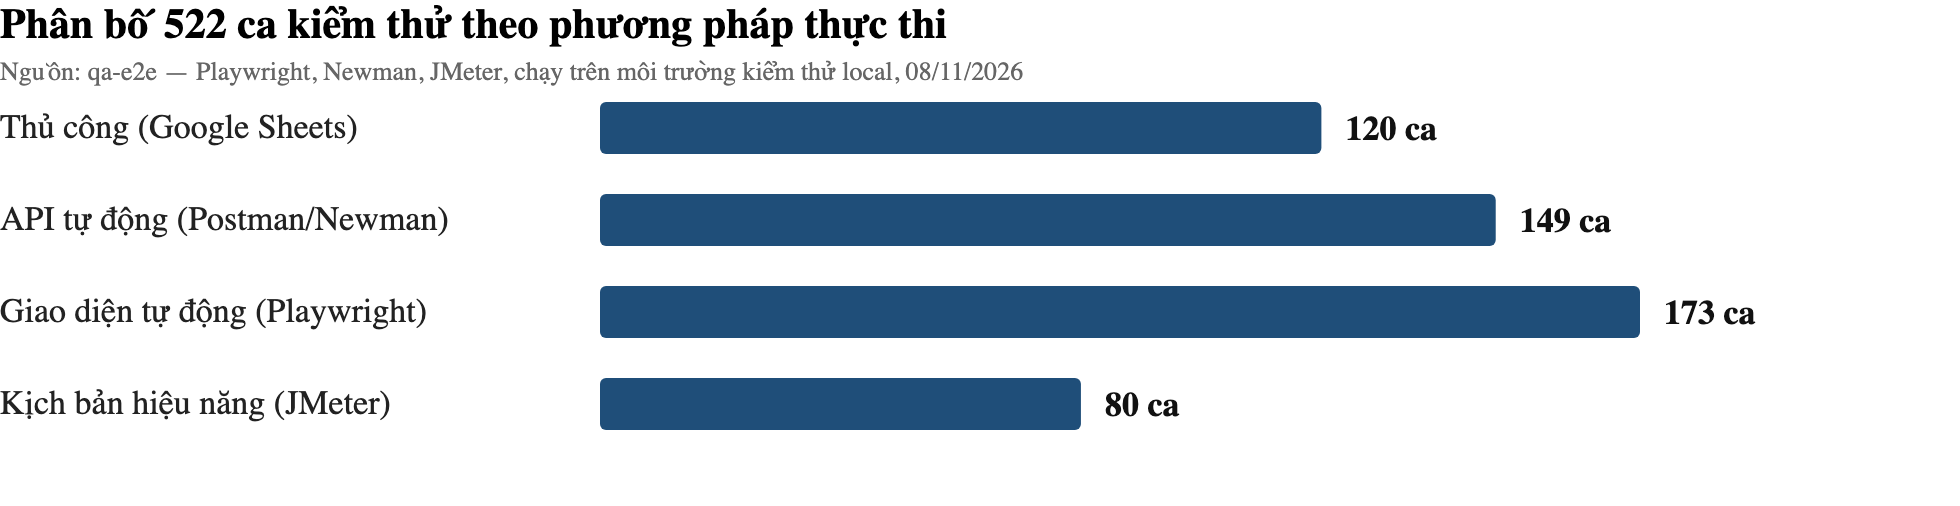 Phân bố 522 ca kiểm thử theo phương pháp thực thi
Nguồn: qa-e2e — Playwright, Newman, JMeter, chạy trên môi trường kiểm thử local, 08/11/2026
Thủ công (Google Sheets)
120 ca
API tự động (Postman/Newman)
149 ca
Giao diện tự động (Playwright)
173 ca
Kịch bản hiệu năng (JMeter)
80 ca